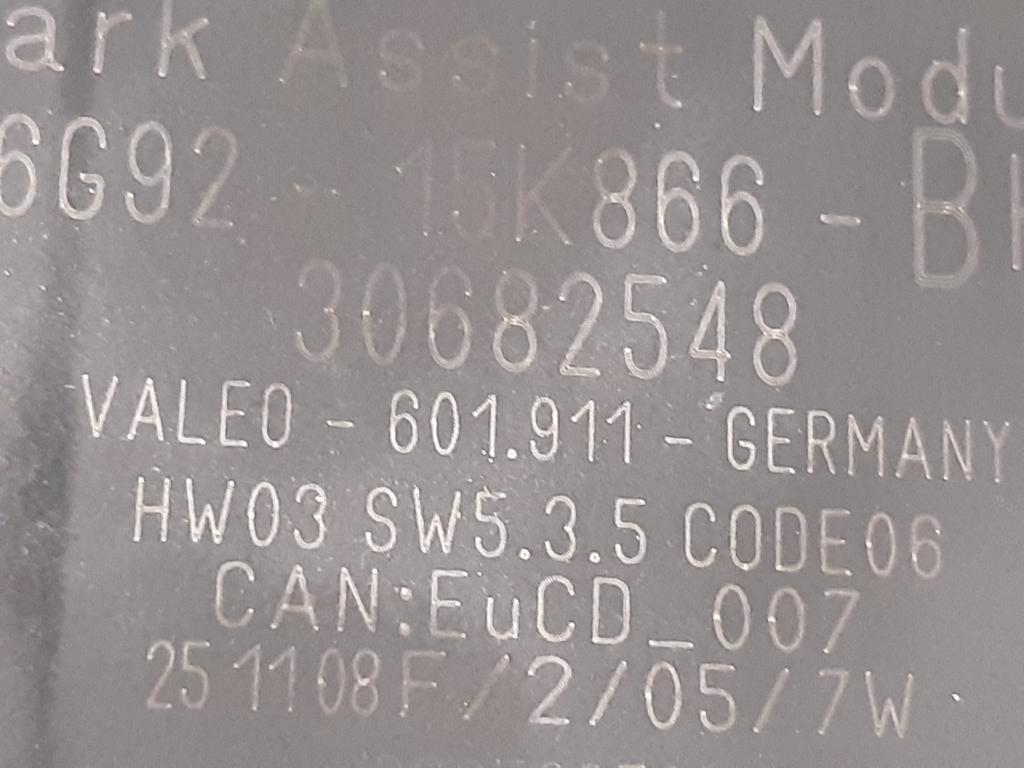 ark Assist Modu
6G92 - 15K866 - B
30682548
VALEO - 601.911 - GERMANY
HW03 SW5.3.5 CODE06
CAN:EuCD_007
251108F/2/05/7W